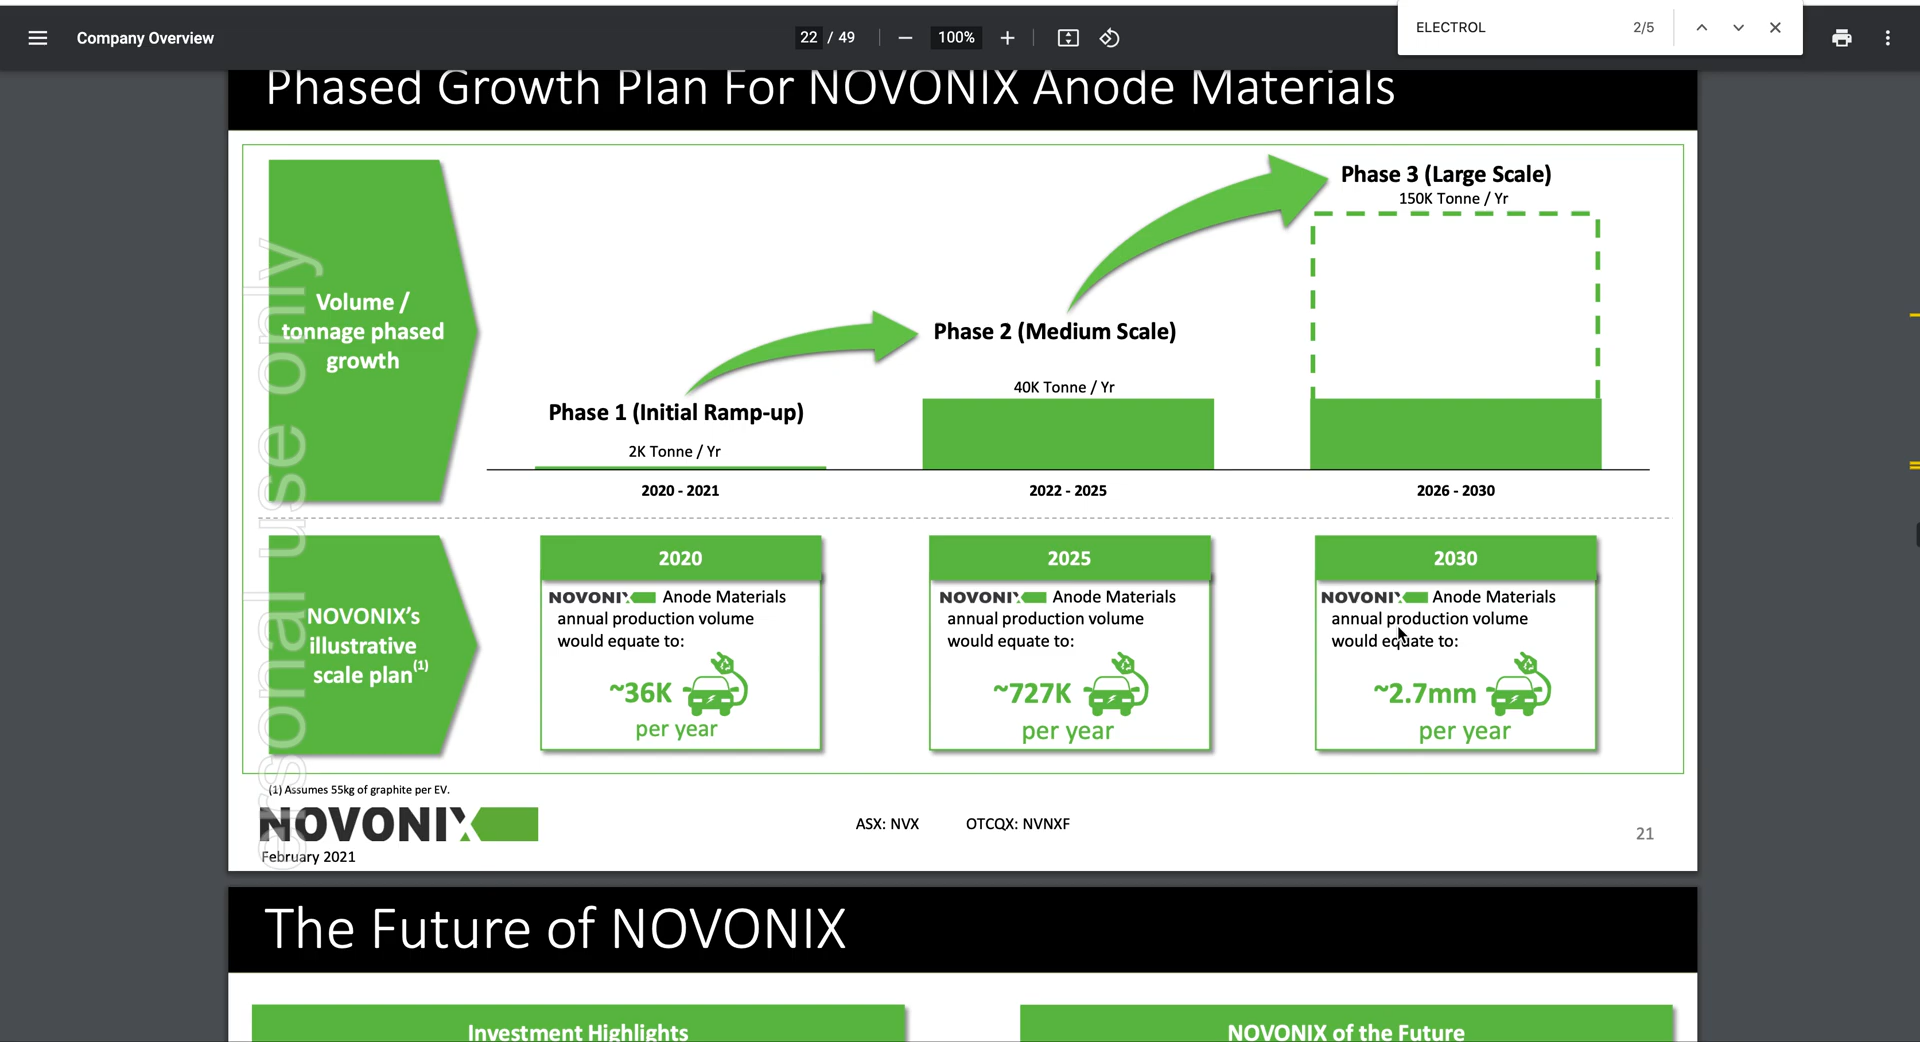 Company Overview
22 / 49
100%
ELECTROL
2/5
Phased Growth Plan For NOVONIX Anode Materials
Volume /
tonnage phased
growth
Phase 1 (Initial Ramp-up)
2K Tonne / Yr
2020 - 2021
Phase 2 (Medium Scale)
40K Tonne / Yr
2022 - 2025
Phase 3 (Large Scale)
150K Tonne / Yr
2026 - 2030
NOVONIX's
illustrative
scale plan(1)
2020
NOVONIX Anode Materials
annual production volume
would equate to:
~36K
per year
2025
NOVONIX Anode Materials
annual production volume
would equate to:
~727K
per year
2030
NOVONIX Anode Materials
annual production volume
would equate to:
~2.7mm
per year
(1) Assumes 55kg of graphite per EV.
NOVONIX
February 2021
ASX: NVX
OTCQX: NVNXF
21
ersonal use only
The Future of NOVONIX
Investment Highlights
NOVONIX of the Future